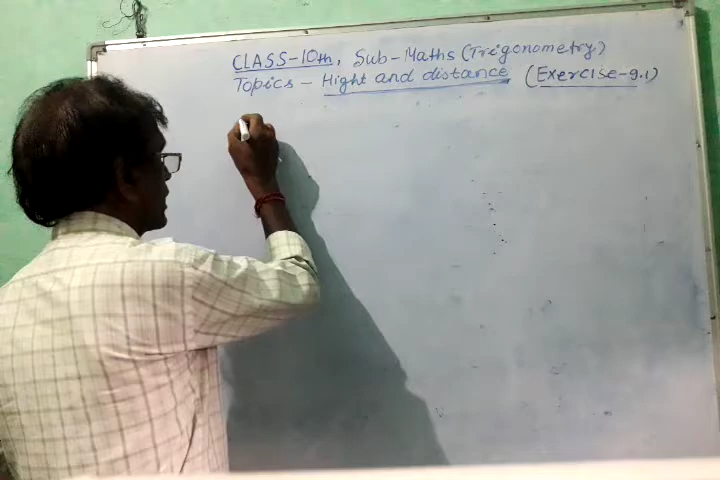 CLASS-10th, Sub-Maths (Trigonometry)
Topics - Hight and distance (Exercise-9.1)